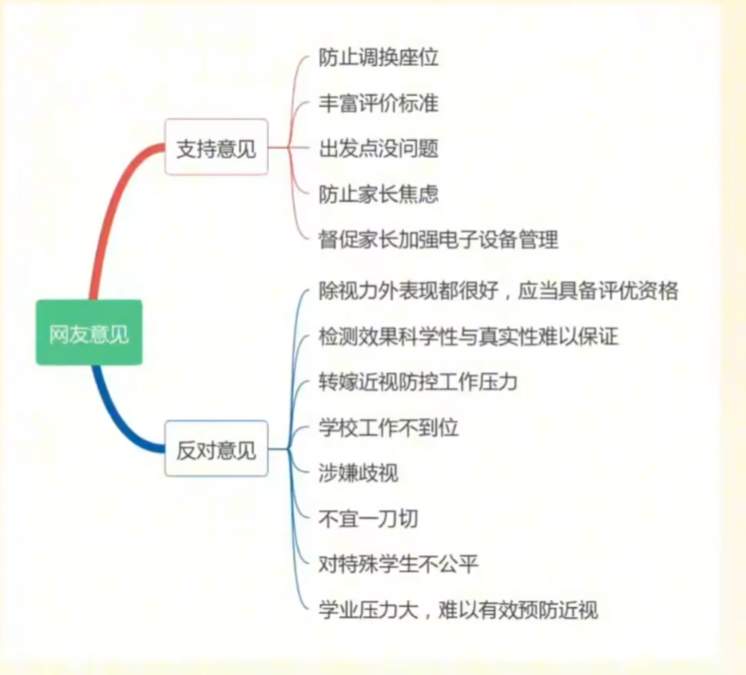 防止调换座位
丰富评价标准
支持意见
出发点没问题
防止家长焦虑
督促家长加强电子设备管理
网友意见
除视力外表现都很好，应当具备评优资格
检测效果科学性与真实性难以保证
转嫁近视防控工作压力
学校工作不到位
反对意见
涉嫌歧视
不宜一刀切
对特殊学生不公平
学业压力大，难以有效预防近视